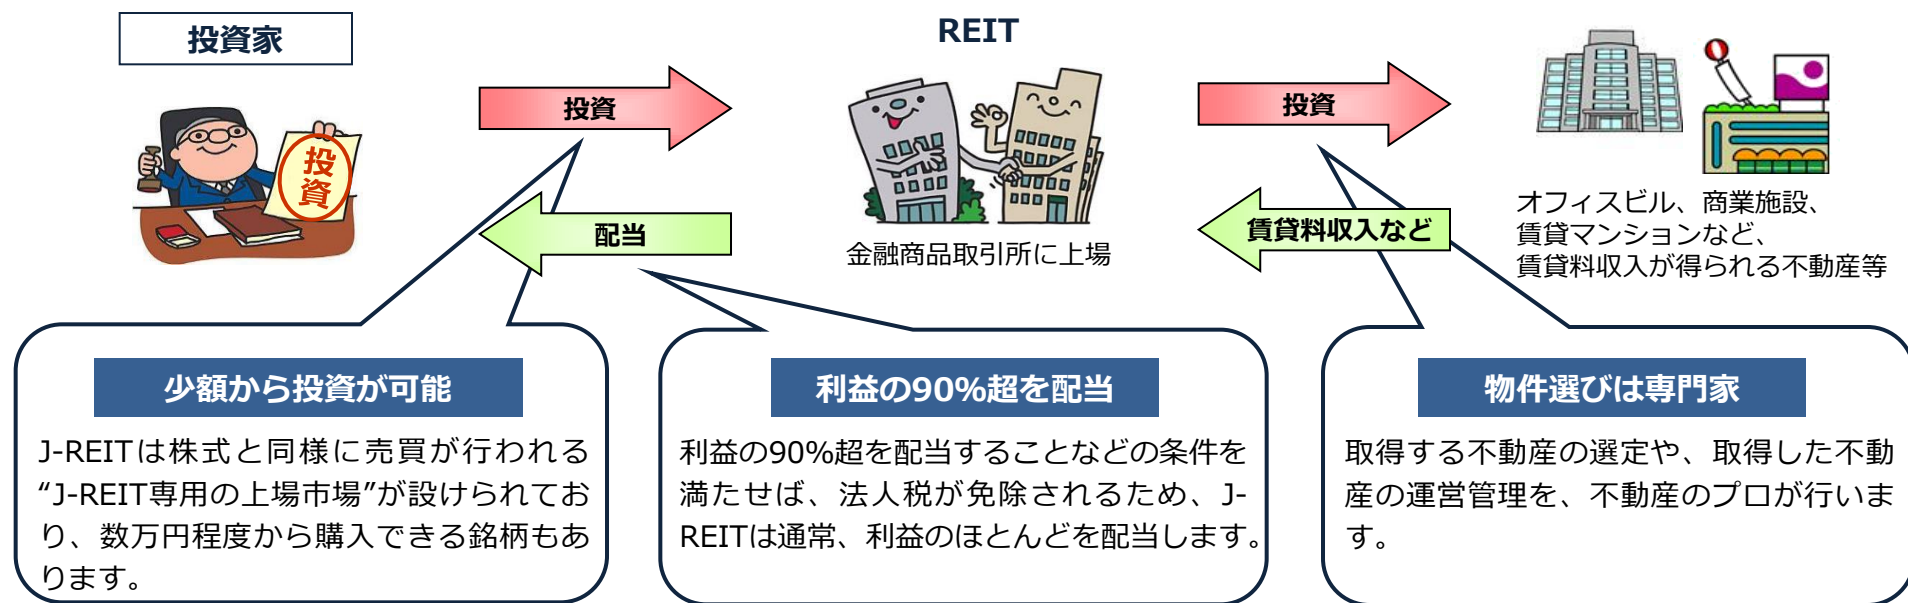 投資家
REIT
投資
投資
投資
配当
賃貸料収入など
金融商品取引所に上場
オフィスビル、商業施設、
賃貸マンションなど、
賃貸料収入が得られる不動産等
少額から投資が可能
J-REITは株式と同様に売買が行われる
“J-REIT専用の上場市場”が設けられてお
り、数万円程度から購入できる銘柄もあ
ります。
利益の90%超を配当
利益の90%超を配当することなどの条件を
満たせば、法人税が免除されるため、J-
REITは通常、利益のほとんどを配当します。
物件選びは専門家
取得する不動産の選定や、取得した不動
産の運営管理を、不動産のプロが行いま
す。